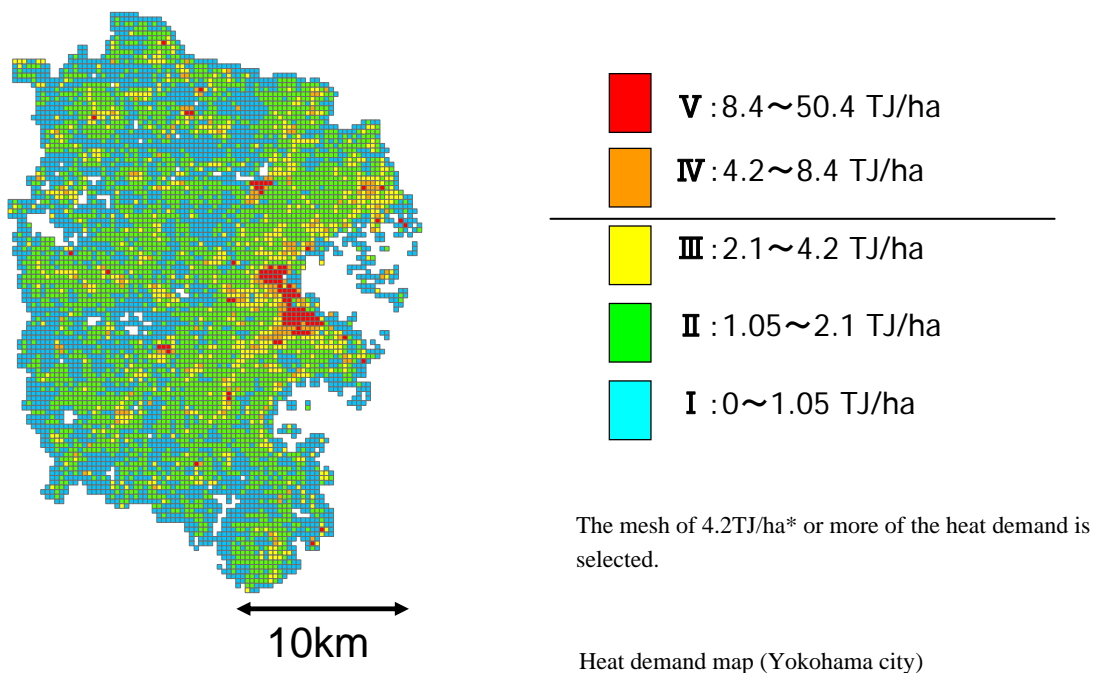 Ⅴ:8.4～50.4 TJ/ha
Ⅳ:4.2～8.4 TJ/ha
Ⅲ:2.1～4.2 TJ/ha
Ⅱ:1.05～2.1 TJ/ha
Ⅰ:0～1.05 TJ/ha
The mesh of 4.2TJ/ha* or more of the heat demand is
selected.
10km
Heat demand map (Yokohama city)